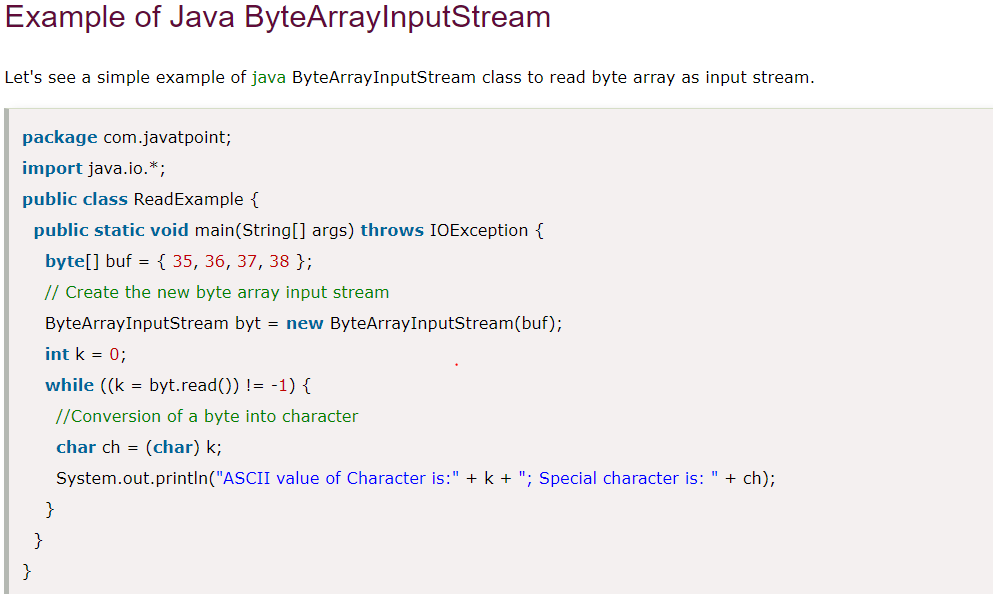 Example of Java ByteArrayInputStream
Let's see a simple example of java ByteArrayInputStream class to read byte array as input stream.
package com.javatpoint;
import java.io.*;
public class ReadExample {
public static void main(String[] args) throws IOException {
byte[] buf = { 35, 36, 37, 38 };
// Create the new byte array input stream
ByteArrayInputStream byt = new ByteArrayInputStream(buf);
int k = 0;
while ((k = byt.read()) != -1) {
//Conversion of a byte into character
char ch = (char) k;
System.out.println("ASCII value of Character is:" + k + "; Special character is: " + ch);
}
}
}